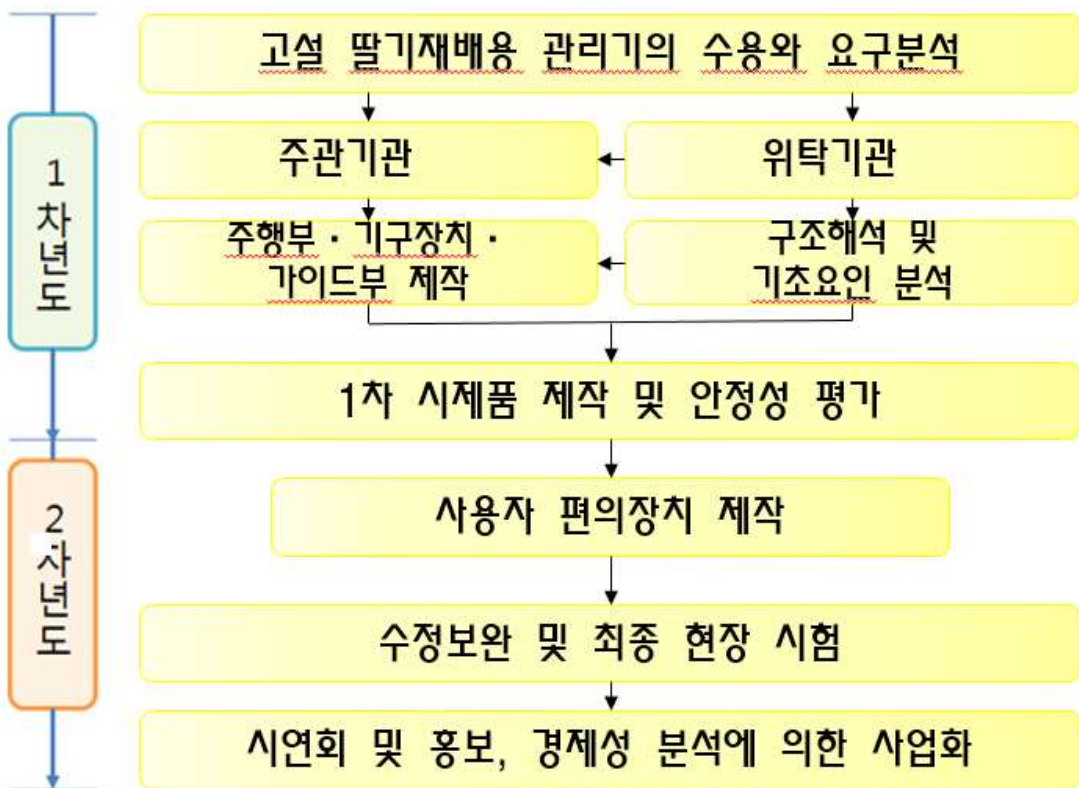 고설 딸기재배용 관리기의 수용와 요구분석
주관기관
위탁기관
주행부 · 기구장치 ·
가이드부 제작
구조해석 및
기초요인 분석
1차년도
1차 시제품 제작 및 안정성 평가
2차년도
사용자 편의장치 제작
수정보완 및 최종 현장 시험
시연회 및 홍보, 경제성 분석에 의한 사업화